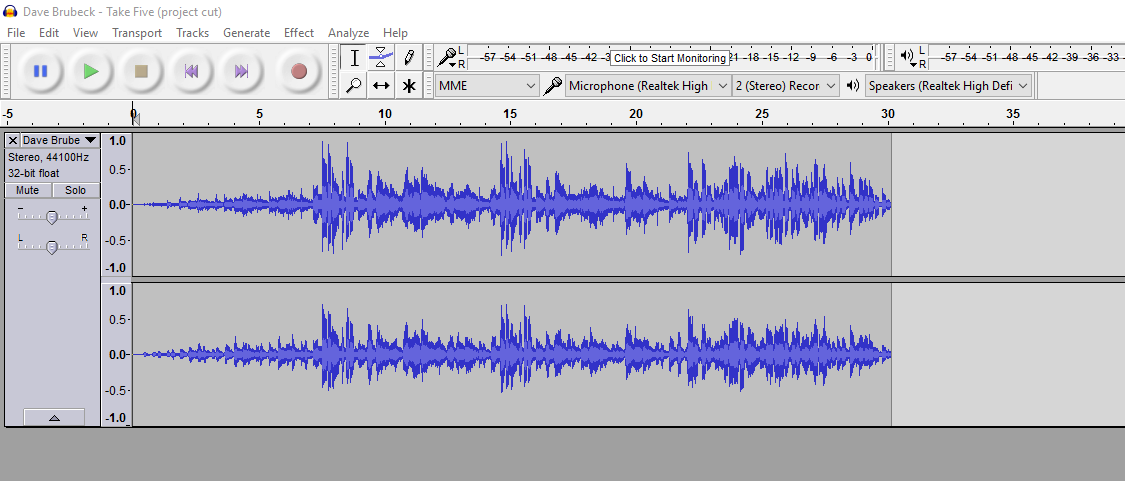 Dave Brubeck - Take Five (project cut)
File Edit View Transport Tracks Generate Effect Analyze Help
L R -57 -54 -51 -48 -45 -42 Click to Start Monitoring 21 -18 -15 -12 -9 -6 -3 0 L R -57 -54 -51 -48 -45 -42 -39 -36 -33
MME Microphone (Realtek High 2 (Stereo) Recor Speakers (Realtek High Defi
-5 0 5 10 15 20 25 30 35
Dave Brube
Stereo, 44100Hz
32-bit float
Mute Solo
- +
L R
1.0
0.5
0.0
-0.5
-1.0
1.0
0.5
0.0
-0.5
-1.0